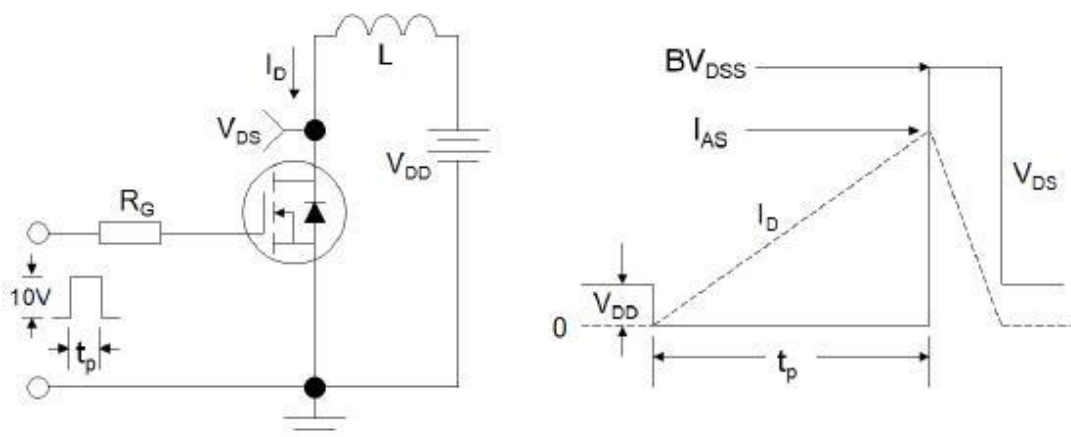 L
I_D
V_DS
V_DD
R_G
10V
t_p
BV_DSS
I_AS
V_DS
I_D
V_DD
0
t_p